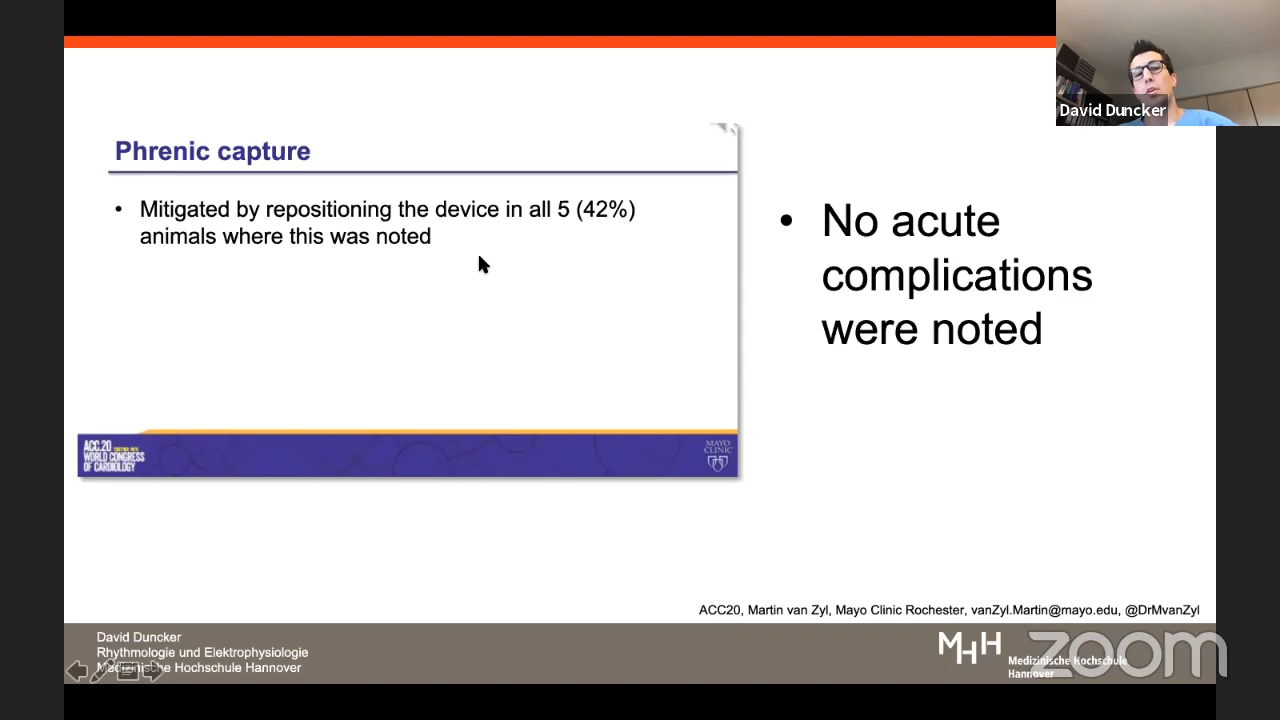 David Duncker
Phrenic capture
• Mitigated by repositioning the device in all 5 (42%)
animals where this was noted
• No acute
complications
were noted
ACC.20
TOGETHER WITH
WORLD CONGRESS
OF CARDIOLOGY
MAYO
CLINIC
ACC20, Martin van Zyl, Mayo Clinic Rochester, vanZyl.Martin@mayo.edu, @DrMvanZyl
David Duncker
Rhythmologie und Elektrophysiologie
Medizinische Hochschule Hannover
MHH
Medizinische Hochschule
Hannover
zoom